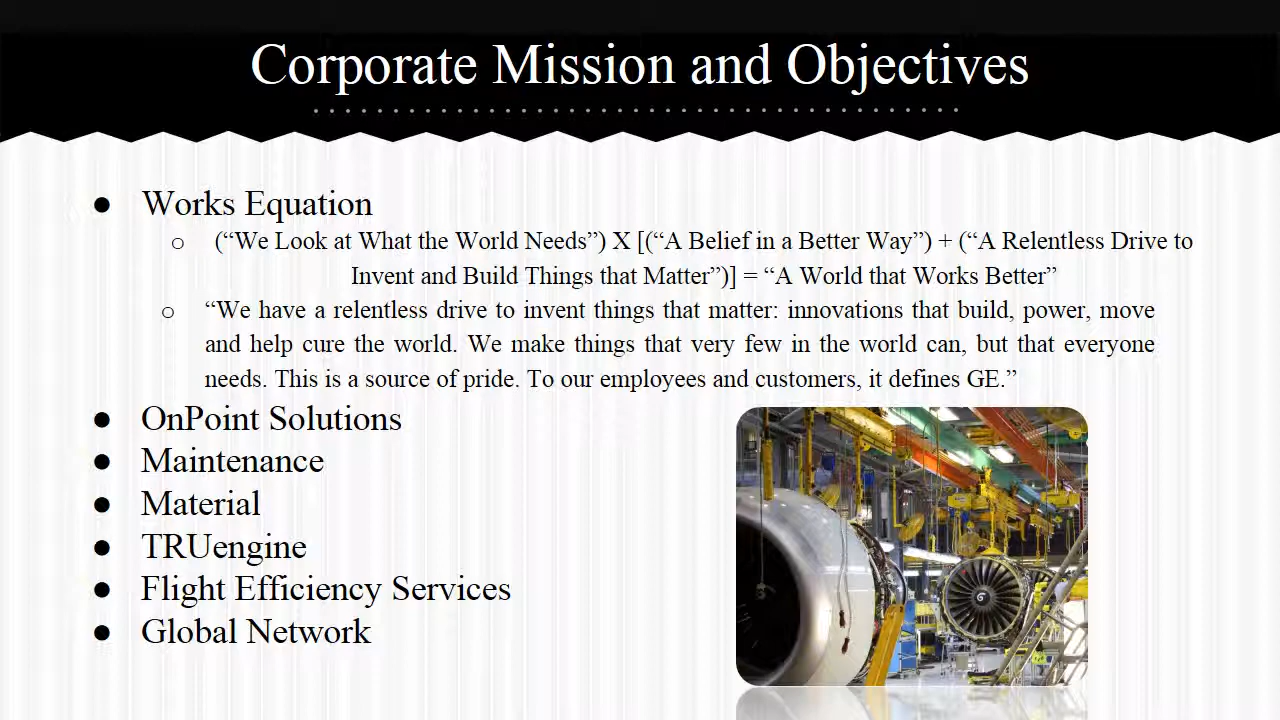 Corporate Mission and Objectives
● Works Equation
○ (“We Look at What the World Needs”) X [(“A Belief in a Better Way”) + (“A Relentless Drive to
Invent and Build Things that Matter”)] = “A World that Works Better”
○ “We have a relentless drive to invent things that matter: innovations that build, power, move
and help cure the world. We make things that very few in the world can, but that everyone
needs. This is a source of pride. To our employees and customers, it defines GE.”
● OnPoint Solutions
● Maintenance
● Material
● TRUengine
● Flight Efficiency Services
● Global Network